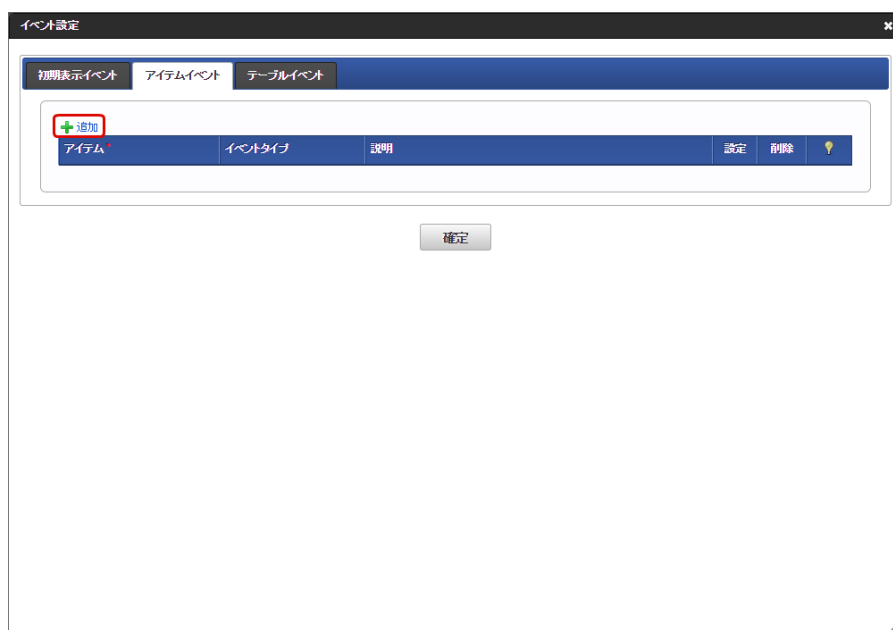 イベント設定
初期表示イベント アイテムイベント テーブルイベント
追加
アイテム* イベントタイプ 説明 設定 削除
確定